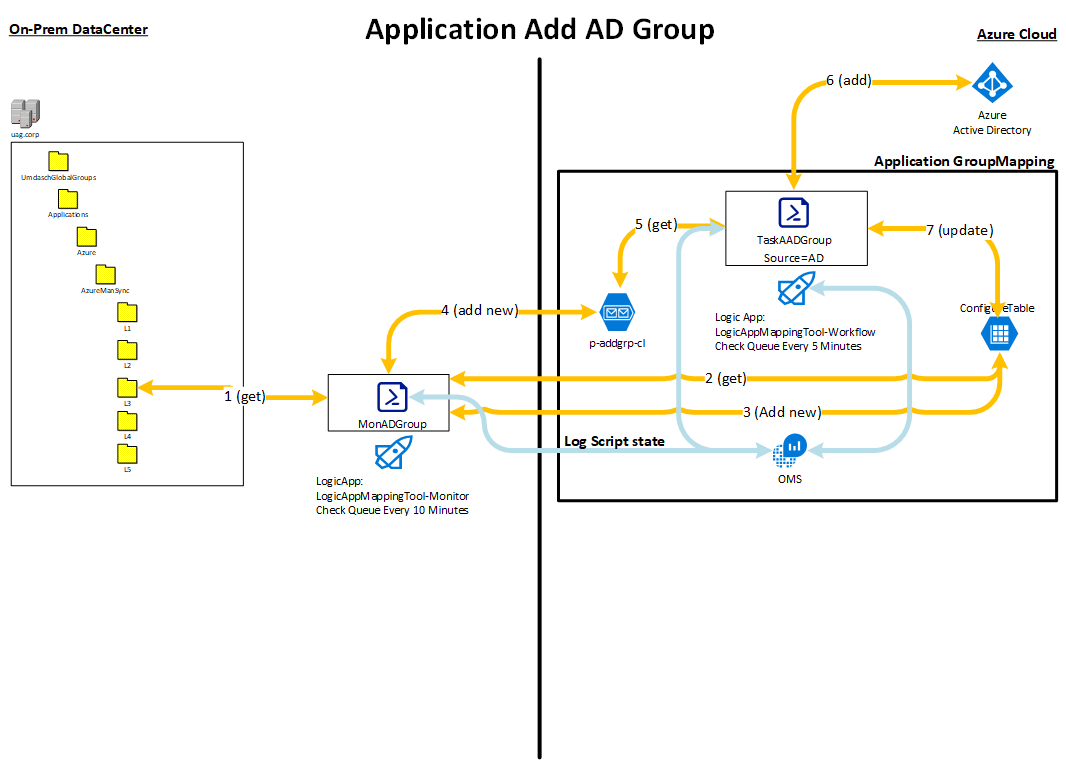 Application Add AD Group
On-Prem DataCenter
Azure Cloud
6 (add)
uag.corp
Azure
Active Directory
Application GroupMapping
UmdaschGlobalGroups
Applications
Azure
AzureManSync
L1
L2
L3
L4
L5
5 (get)
TaskAADGroup
Source=AD
7 (update)
4 (add new)
p-addgrp-cl
Logic App:
LogicAppMappingTool-Workflow
Check Queue Every 5 Minutes
ConfigureTable
1 (get)
2 (get)
3 (Add new)
MonADGroup
Log Script state
OMS
LogicApp:
LogicAppMappingTool-Monitor
Check Queue Every 10 Minutes